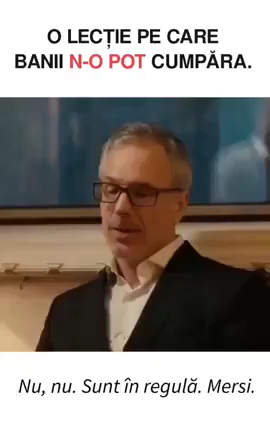 O LECȚIE PE CARE
BANII N-O POT CUMPĂRA.
Nu, nu. Sunt în regulă. Mersi.